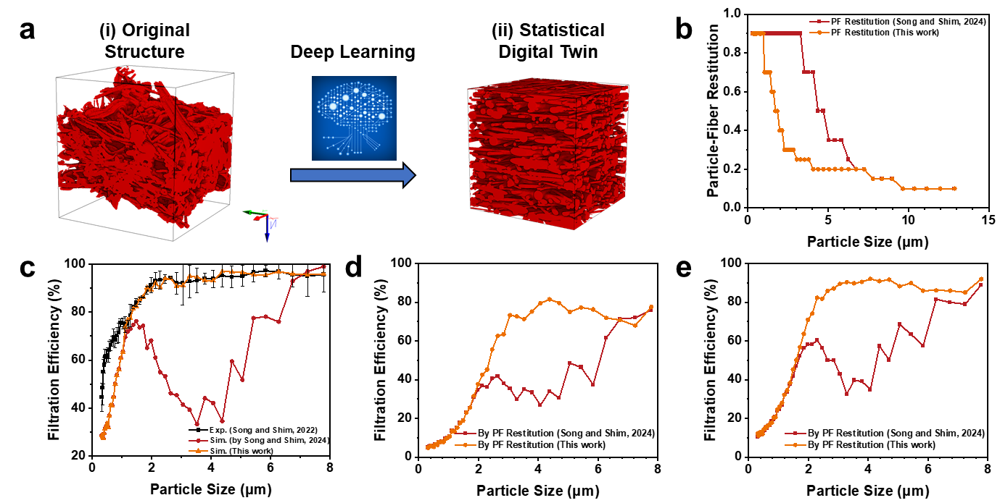 a
(i) Original
Structure
Deep Learning
(ii) Statistical
Digital Twin
b
PF Restitution (Song and Shim, 2024)
PF Restitution (This work)
Particle-Fiber Restitution
1.0
0.8
0.6
0.4
0.2
0.0
0
5
10
15
Particle Size (μm)
c
Filtration Efficiency (%)
100
80
60
40
20
0
2
4
6
8
Exp. (Song and Shim, 2022)
Sim. (by Song and Shim, 2024)
Sim. (This work)
Particle Size (μm)
d
Filtration Efficiency (%)
100
80
60
40
20
0
0
2
4
6
8
By PF Restitution (Song and Shim, 2024)
By PF Restitution (This work)
Particle Size (μm)
e
Filtration Efficiency (%)
100
80
60
40
20
0
0
2
4
6
8
By PF Restitution (Song and Shim, 2024)
By PF Restitution (This work)
Particle Size (μm)